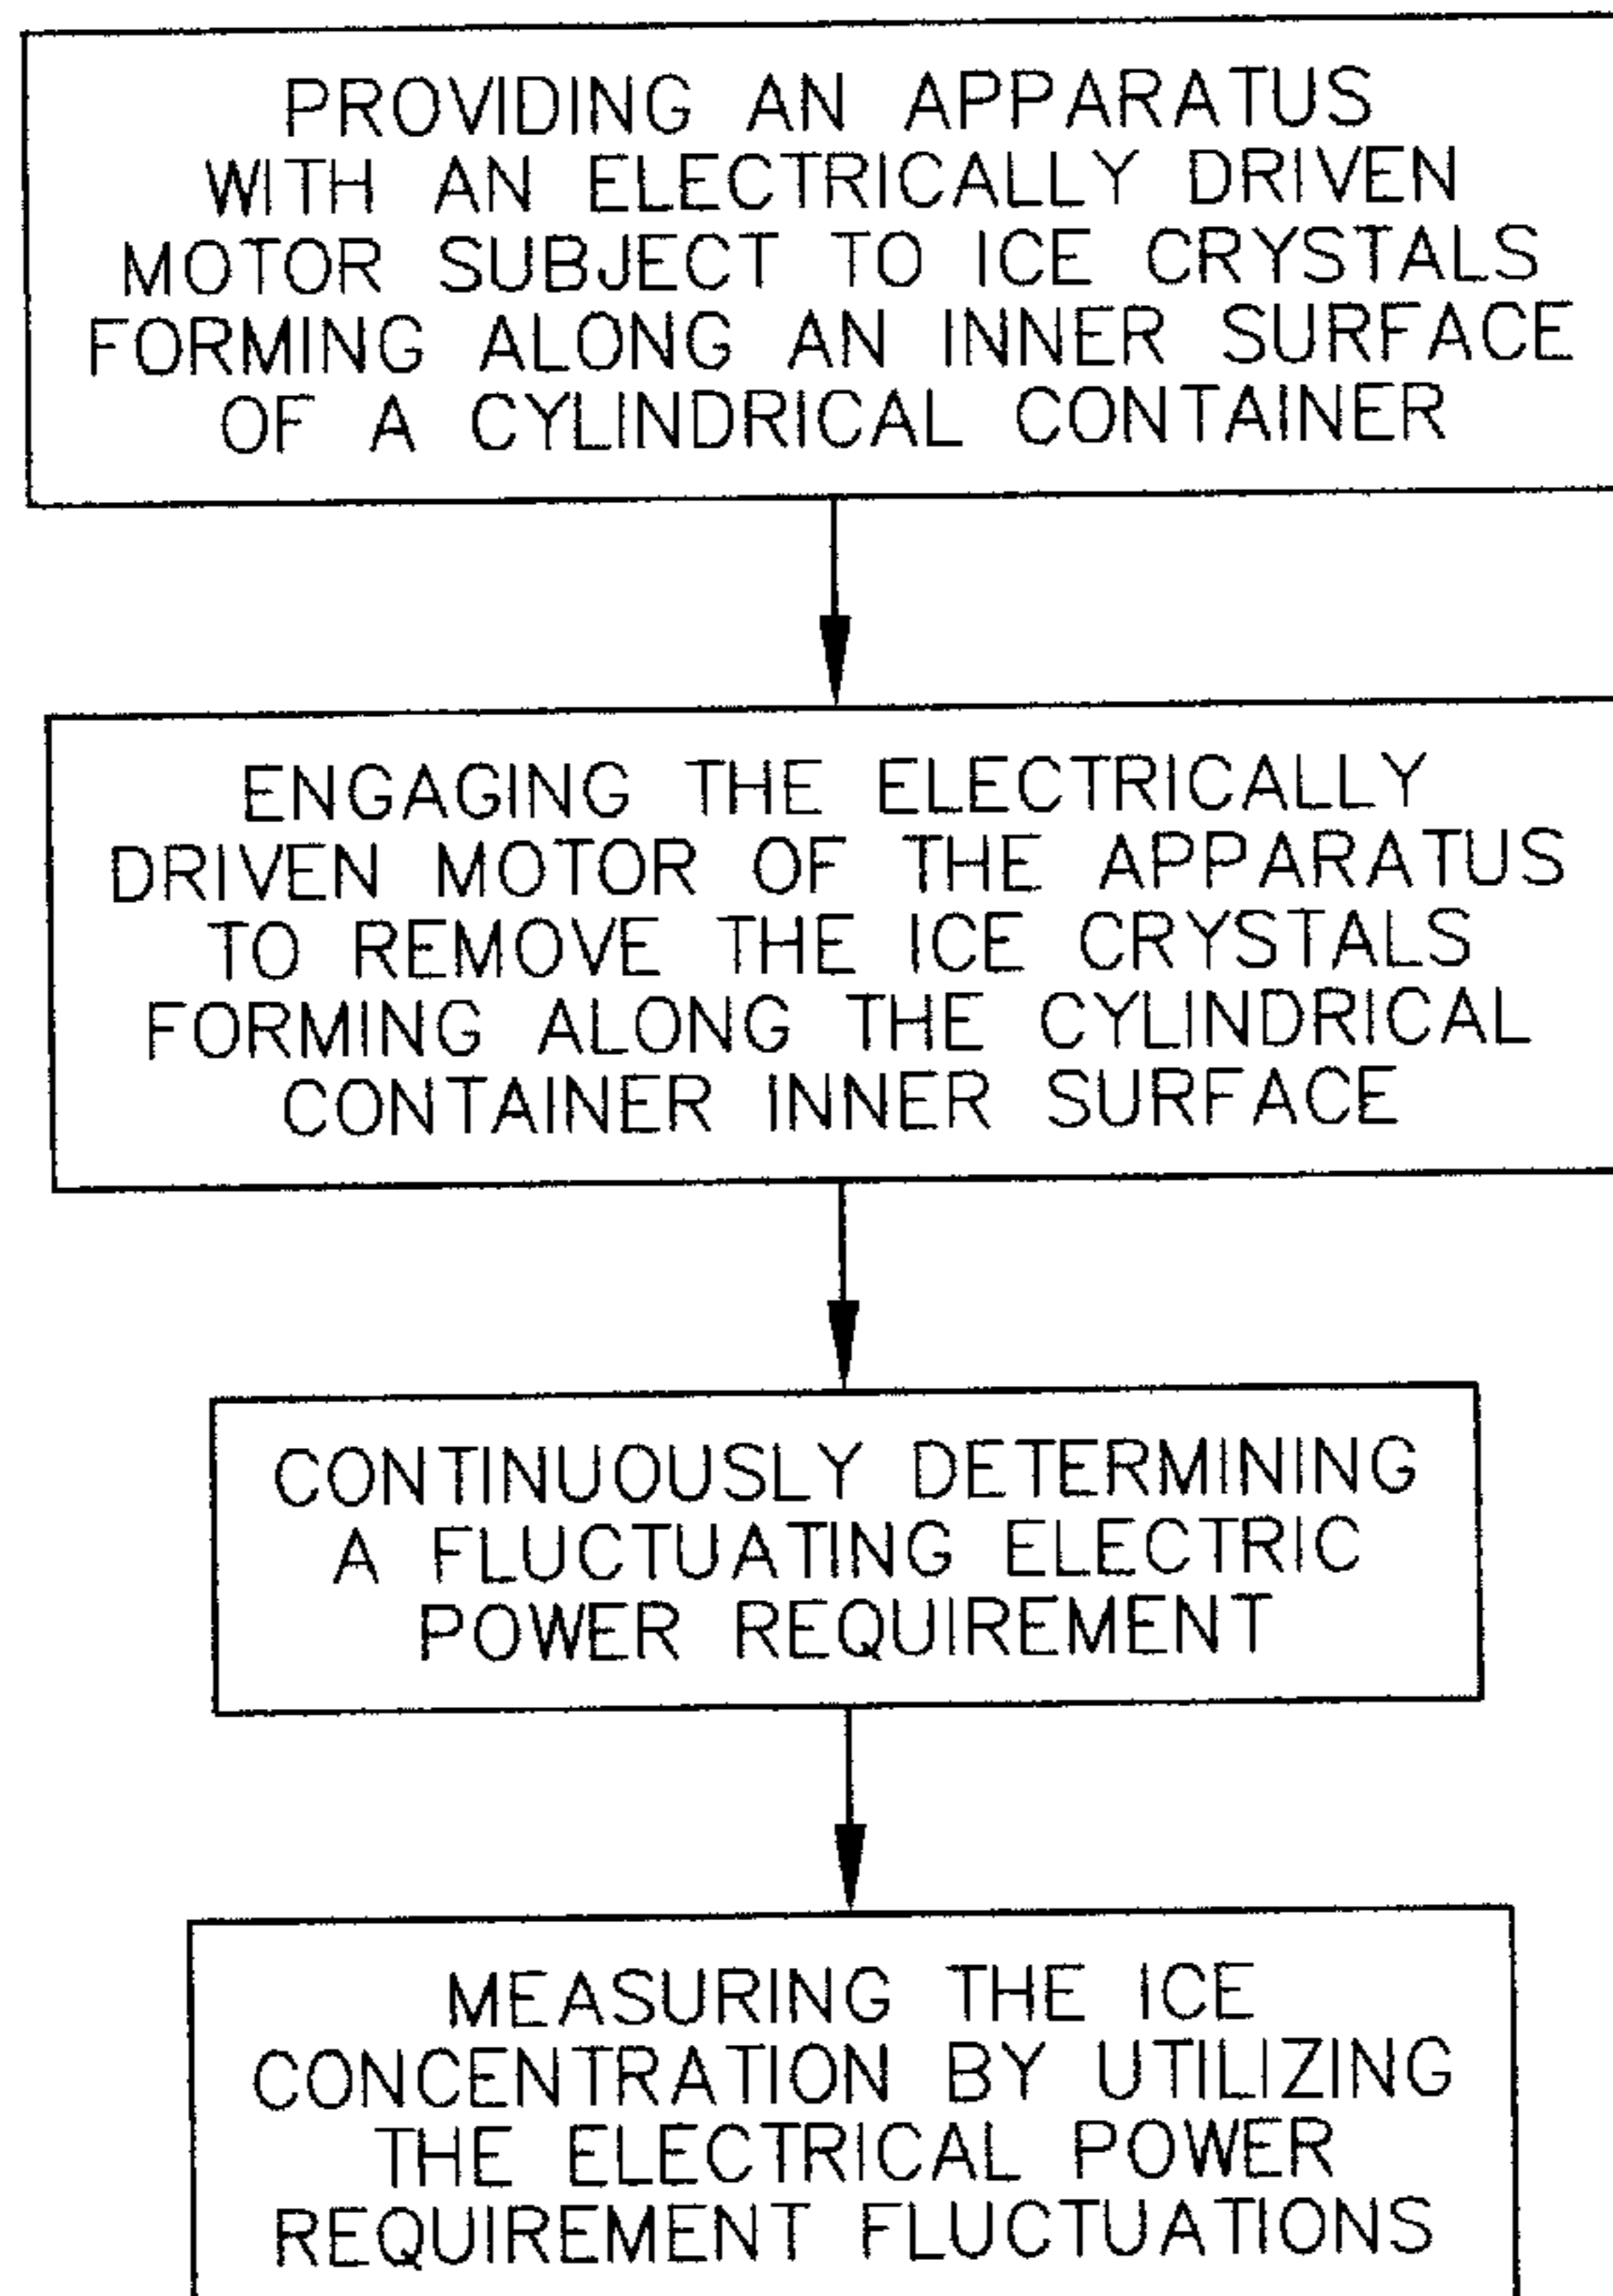 PROVIDING AN APPARATUS
WITH AN ELECTRICALLY DRIVEN
MOTOR SUBJECT TO ICE CRYSTALS
FORMING ALONG AN INNER SURFACE
OF A CYLINDRICAL CONTAINER
ENGAGING THE ELECTRICALLY
DRIVEN MOTOR OF THE APPARATUS
TO REMOVE THE ICE CRYSTALS
FORMING ALONG THE CYLINDRICAL
CONTAINER INNER SURFACE
CONTINUOUSLY DETERMINING
A FLUCTUATING ELECTRIC
POWER REQUIREMENT
MEASURING THE ICE
CONCENTRATION BY UTILIZING
THE ELECTRICAL POWER
REQUIREMENT FLUCTUATIONS